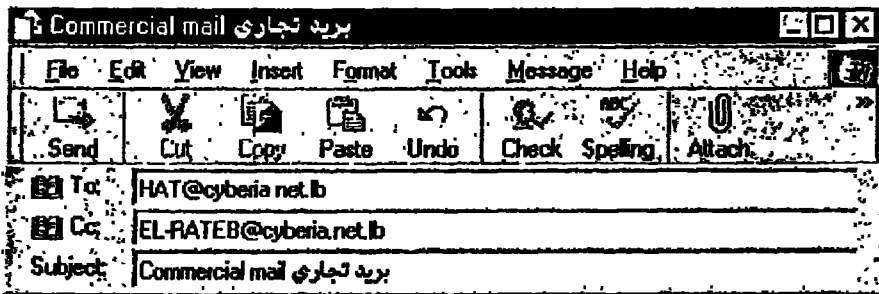 Commercial mail بريد تجاري
File Edit View Insert Format Tools Message Help
Send Cut Copy Paste Undo Check Spelling Attach »
To: HAT@cyberia net.lb
Cc: EL-RATEB@cyberia.net.lb
Subject: Commercial mail بريد تجاري